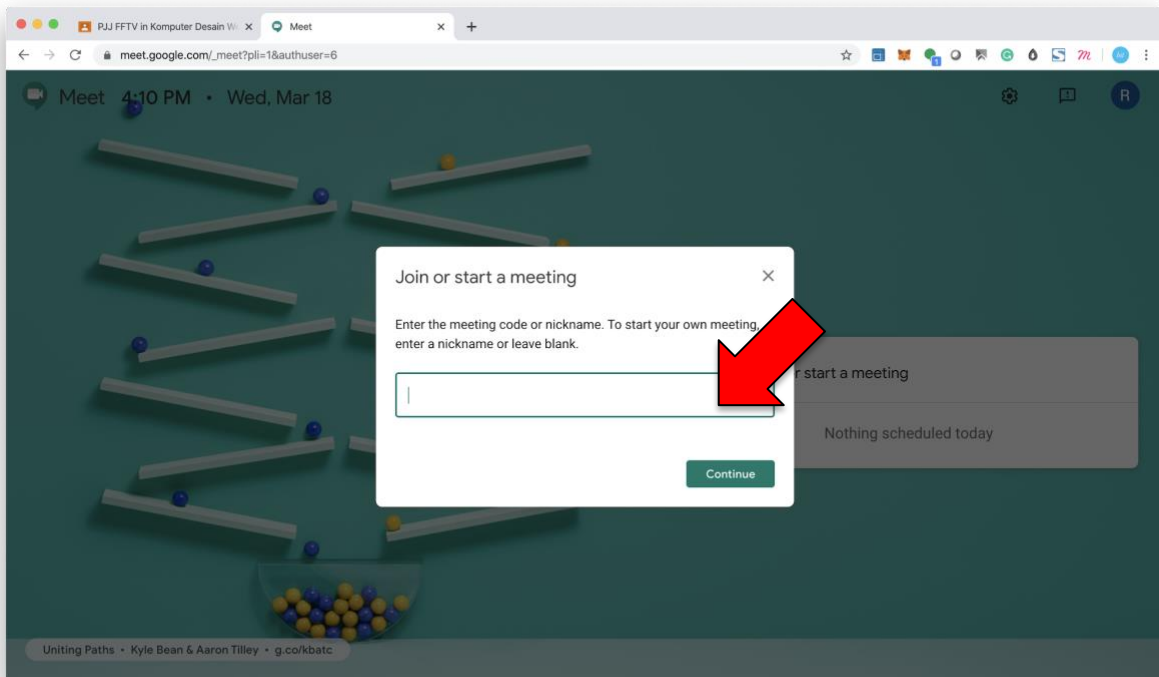 PJJ FFTV in Komputer Desain W
Meet
meet.google.com/_meet?pli=1&authuser=6
1
m
Meet 4:10 PM • Wed, Mar 18
R
Join or start a meeting
Enter the meeting code or nickname. To start your own meeting,
enter a nickname or leave blank.
r start a meeting
Nothing scheduled today
Continue
Uniting Paths • Kyle Bean & Aaron Tilley • g.co/kbatc